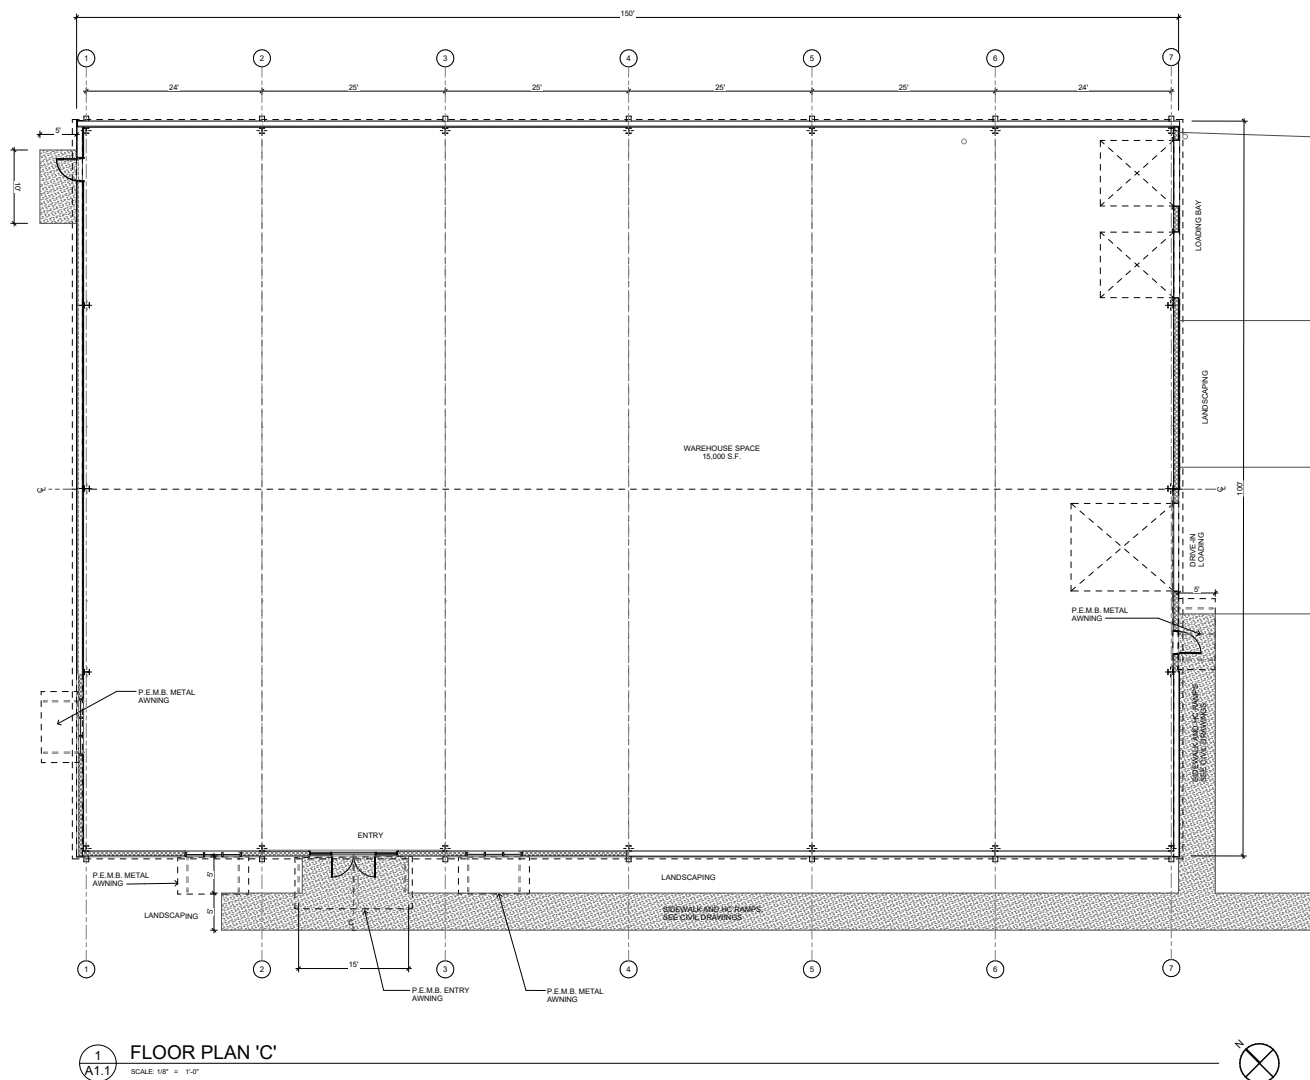 150'
1
2
3
4
5
6
7
24'
25'
25'
25'
25'
24'
5'
10'
LOADING BAY
LANDSCAPING
WAREHOUSE SPACE
15,000 S.F.
100'
DRIVE-IN
LOADING
5'
P.E.M.B. METAL
AWNING
P.E.M.B. METAL
AWNING
SIDEWALK AND HC RAMPS,
SEE CIVIL DRAWINGS
ENTRY
P.E.M.B. METAL
AWNING
5'
LANDSCAPING
LANDSCAPING
5'
SIDEWALK AND HC RAMPS,
SEE CIVIL DRAWINGS
15'
1
2
3
4
5
6
7
P.E.M.B. ENTRY
AWNING
P.E.M.B. METAL
AWNING
1
A1.1
FLOOR PLAN 'C'
SCALE: 1/8" = 1'-0"
N